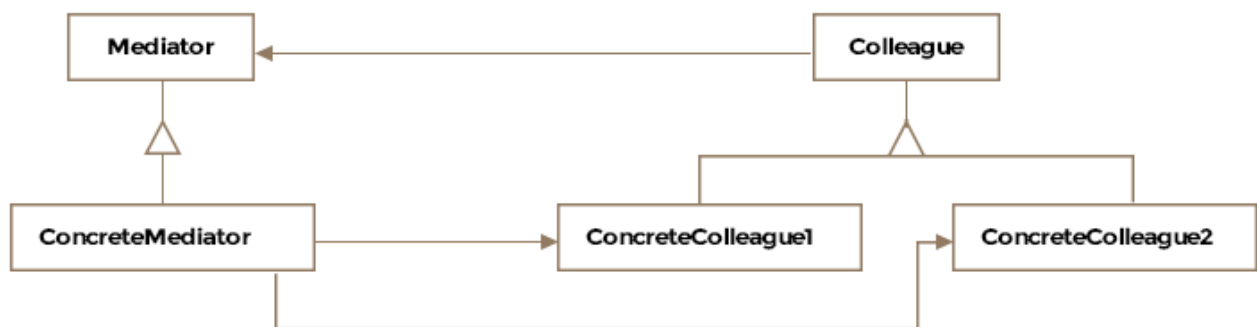 Mediator
Colleague
ConcreteMediator
ConcreteColleague1
ConcreteColleague2